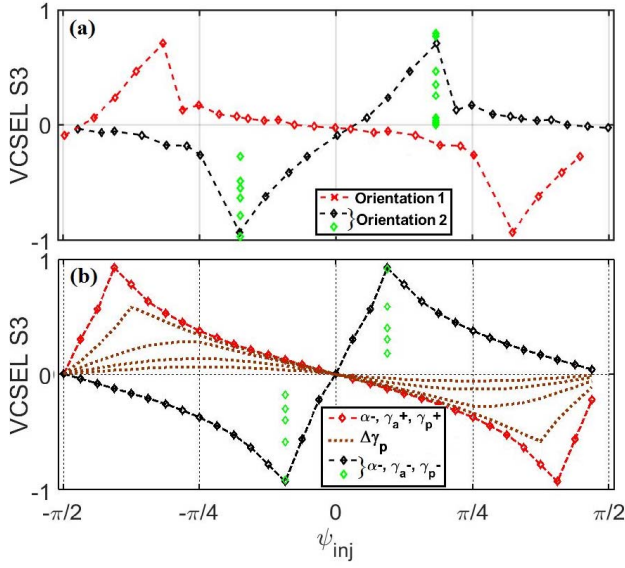 (a)
VCSEL S3
1
0
-1
Orientation 1
Orientation 2
(b)
VCSEL S3
1
0
-1
α-, γa+, γp+
Δγp
α-, γa-, γp-
-π/2
-π/4
0
π/4
π/2
ψinj